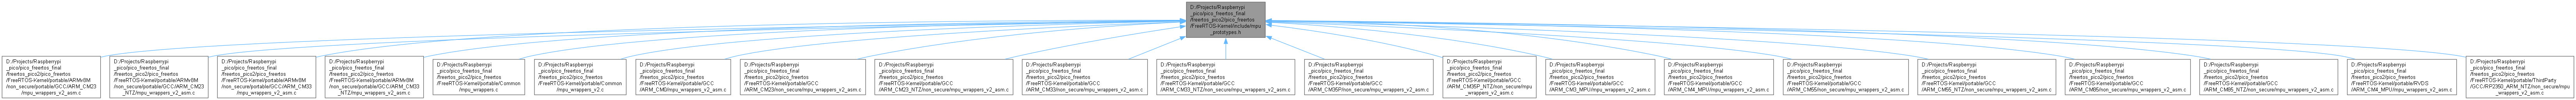 D:/Projects/Raspberrypi
_pico/pico_freertos_final
/freertos_pico2/pico_freertos
/FreeRTOS-Kernel/include/mpu
_prototypes.h
D:/Projects/Raspberrypi
_pico/pico_freertos_final
/freertos_pico2/pico_freertos
/FreeRTOS-Kernel/portable/ARMv8M
/non_secure/portable/GCC/ARM_CM23
/mpu_wrappers_v2_asm.c
D:/Projects/Raspberrypi
_pico/pico_freertos_final
/freertos_pico2/pico_freertos
/FreeRTOS-Kernel/portable/ARMv8M
/non_secure/portable/GCC/ARM_CM23
_NTZ/mpu_wrappers_v2_asm.c
D:/Projects/Raspberrypi
_pico/pico_freertos_final
/freertos_pico2/pico_freertos
/FreeRTOS-Kernel/portable/ARMv8M
/non_secure/portable/GCC/ARM_CM33
/mpu_wrappers_v2_asm.c
D:/Projects/Raspberrypi
_pico/pico_freertos_final
/freertos_pico2/pico_freertos
/FreeRTOS-Kernel/portable/ARMv8M
/non_secure/portable/GCC/ARM_CM33
_NTZ/mpu_wrappers_v2_asm.c
D:/Projects/Raspberrypi
_pico/pico_freertos_final
/freertos_pico2/pico_freertos
/FreeRTOS-Kernel/portable/Common
/mpu_wrappers.c
D:/Projects/Raspberrypi
_pico/pico_freertos_final
/freertos_pico2/pico_freertos
/FreeRTOS-Kernel/portable/Common
/mpu_wrappers_v2.c
D:/Projects/Raspberrypi
_pico/pico_freertos_final
/freertos_pico2/pico_freertos
/FreeRTOS-Kernel/portable/GCC
/ARM_CM0/mpu_wrappers_v2_asm.c
D:/Projects/Raspberrypi
_pico/pico_freertos_final
/freertos_pico2/pico_freertos
/FreeRTOS-Kernel/portable/GCC
/ARM_CM23/non_secure/mpu_wrappers_v2_asm.c
D:/Projects/Raspberrypi
_pico/pico_freertos_final
/freertos_pico2/pico_freertos
/FreeRTOS-Kernel/portable/GCC
/ARM_CM23_NTZ/non_secure/mpu_wrappers_v2_asm.c
D:/Projects/Raspberrypi
_pico/pico_freertos_final
/freertos_pico2/pico_freertos
/FreeRTOS-Kernel/portable/GCC
/ARM_CM33/non_secure/mpu_wrappers_v2_asm.c
D:/Projects/Raspberrypi
_pico/pico_freertos_final
/freertos_pico2/pico_freertos
/FreeRTOS-Kernel/portable/GCC
/ARM_CM33_NTZ/non_secure/mpu_wrappers_v2_asm.c
D:/Projects/Raspberrypi
_pico/pico_freertos_final
/freertos_pico2/pico_freertos
/FreeRTOS-Kernel/portable/GCC
/ARM_CM35P/non_secure/mpu_wrappers_v2_asm.c
D:/Projects/Raspberrypi
_pico/pico_freertos_final
/freertos_pico2/pico_freertos
/FreeRTOS-Kernel/portable/GCC
/ARM_CM35P_NTZ/non_secure/mpu
_wrappers_v2_asm.c
D:/Projects/Raspberrypi
_pico/pico_freertos_final
/freertos_pico2/pico_freertos
/FreeRTOS-Kernel/portable/GCC
/ARM_CM3_MPU/mpu_wrappers_v2_asm.c
D:/Projects/Raspberrypi
_pico/pico_freertos_final
/freertos_pico2/pico_freertos
/FreeRTOS-Kernel/portable/GCC
/ARM_CM4_MPU/mpu_wrappers_v2_asm.c
D:/Projects/Raspberrypi
_pico/pico_freertos_final
/freertos_pico2/pico_freertos
/FreeRTOS-Kernel/portable/GCC
/ARM_CM55/non_secure/mpu_wrappers_v2_asm.c
D:/Projects/Raspberrypi
_pico/pico_freertos_final
/freertos_pico2/pico_freertos
/FreeRTOS-Kernel/portable/GCC
/ARM_CM55_NTZ/non_secure/mpu_wrappers_v2_asm.c
D:/Projects/Raspberrypi
_pico/pico_freertos_final
/freertos_pico2/pico_freertos
/FreeRTOS-Kernel/portable/GCC
/ARM_CM85/non_secure/mpu_wrappers_v2_asm.c
D:/Projects/Raspberrypi
_pico/pico_freertos_final
/freertos_pico2/pico_freertos
/FreeRTOS-Kernel/portable/GCC
/ARM_CM85_NTZ/non_secure/mpu_wrappers_v2_asm.c
D:/Projects/Raspberrypi
_pico/pico_freertos_final
/freertos_pico2/pico_freertos
/FreeRTOS-Kernel/portable/RVDS
/ARM_CM4_MPU/mpu_wrappers_v2_asm.c
D:/Projects/Raspberrypi
_pico/pico_freertos_final
/freertos_pico2/pico_freertos
/FreeRTOS-Kernel/portable/ThirdParty
/GCC/RP2350_ARM_NTZ/non_secure/mpu
_wrappers_v2_asm.c